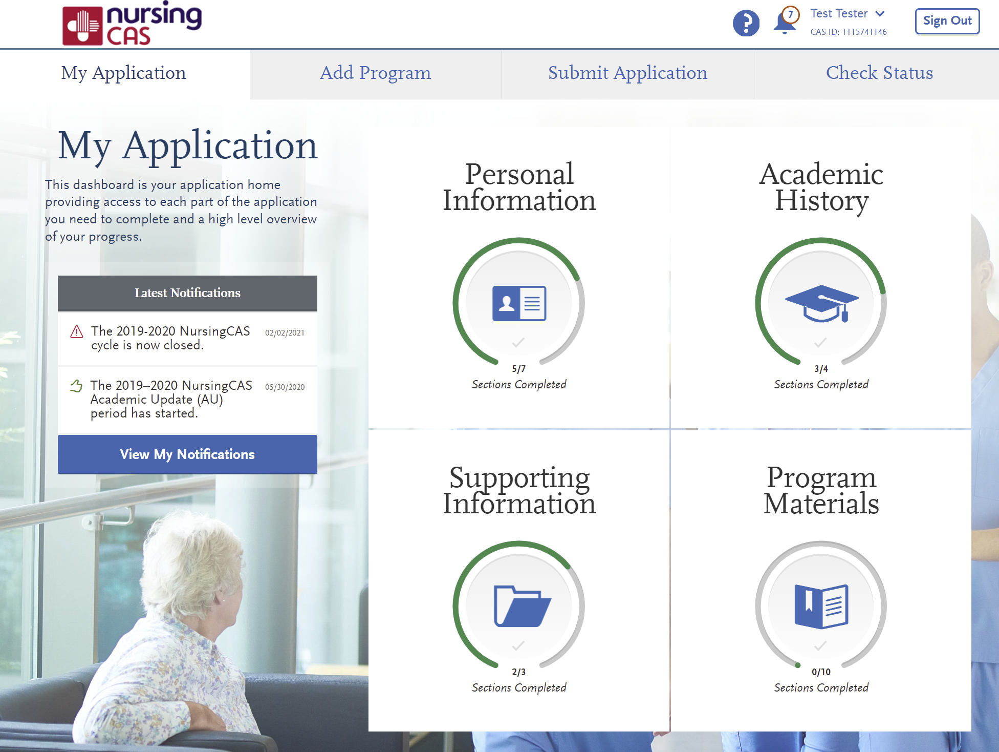 nursing
CAS
7
Test Tester
CAS ID: 1115741146
Sign Out
My Application
Add Program
Submit Application
Check Status
My Application
This dashboard is your application home
providing access to each part of the application
you need to complete and a high level overview
of your progress.
Latest Notifications
The 2019-2020 NursingCAS
cycle is now closed.
02/02/2021
The 2019–2020 NursingCAS
Academic Update (AU)
period has started.
05/30/2020
View My Notifications
Personal
Information
5/7
Sections Completed
Academic
History
3/4
Sections Completed
Supporting
Information
2/3
Sections Completed
Program
Materials
0/10
Sections Completed